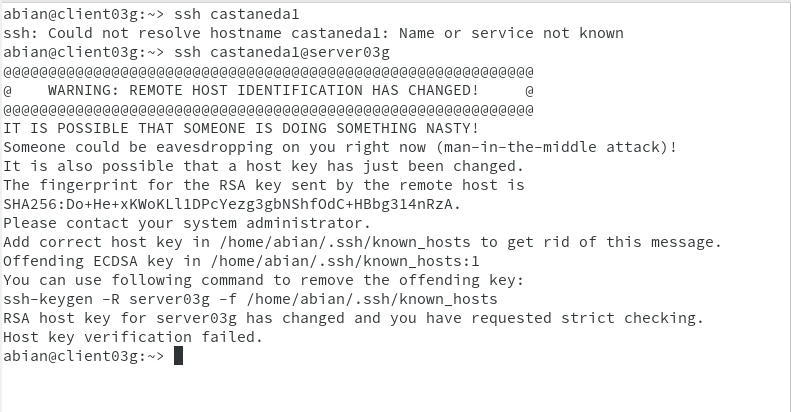 abian@client03g:~> ssh castaneda1
ssh: Could not resolve hostname castaneda1: Name or service not known
abian@client03g:~> ssh castaneda1@server03g
@@@@@@@@@@@@@@@@@@@@@@@@@@@@@@@@@@@@@@@@@@@@@@@@@@@@@@@@@@@
@    WARNING: REMOTE HOST IDENTIFICATION HAS CHANGED!     @
@@@@@@@@@@@@@@@@@@@@@@@@@@@@@@@@@@@@@@@@@@@@@@@@@@@@@@@@@@@
IT IS POSSIBLE THAT SOMEONE IS DOING SOMETHING NASTY!
Someone could be eavesdropping on you right now (man-in-the-middle attack)!
It is also possible that a host key has just been changed.
The fingerprint for the RSA key sent by the remote host is
SHA256:Do+He+xKWoKLl1DPcYezg3gbNShfOdC+HBbg314nRzA.
Please contact your system administrator.
Add correct host key in /home/abian/.ssh/known_hosts to get rid of this message.
Offending ECDSA key in /home/abian/.ssh/known_hosts:1
You can use following command to remove the offending key:
ssh-keygen -R server03g -f /home/abian/.ssh/known_hosts
RSA host key for server03g has changed and you have requested strict checking.
Host key verification failed.
abian@client03g:~>